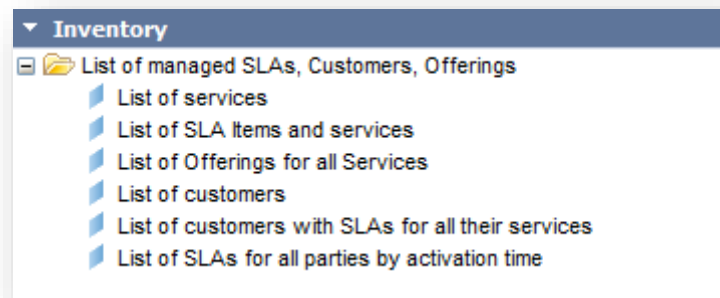 Inventory
List of managed SLAs, Customers, Offerings
List of services
List of SLA Items and services
List of Offerings for all Services
List of customers
List of customers with SLAs for all their services
List of SLAs for all parties by activation time